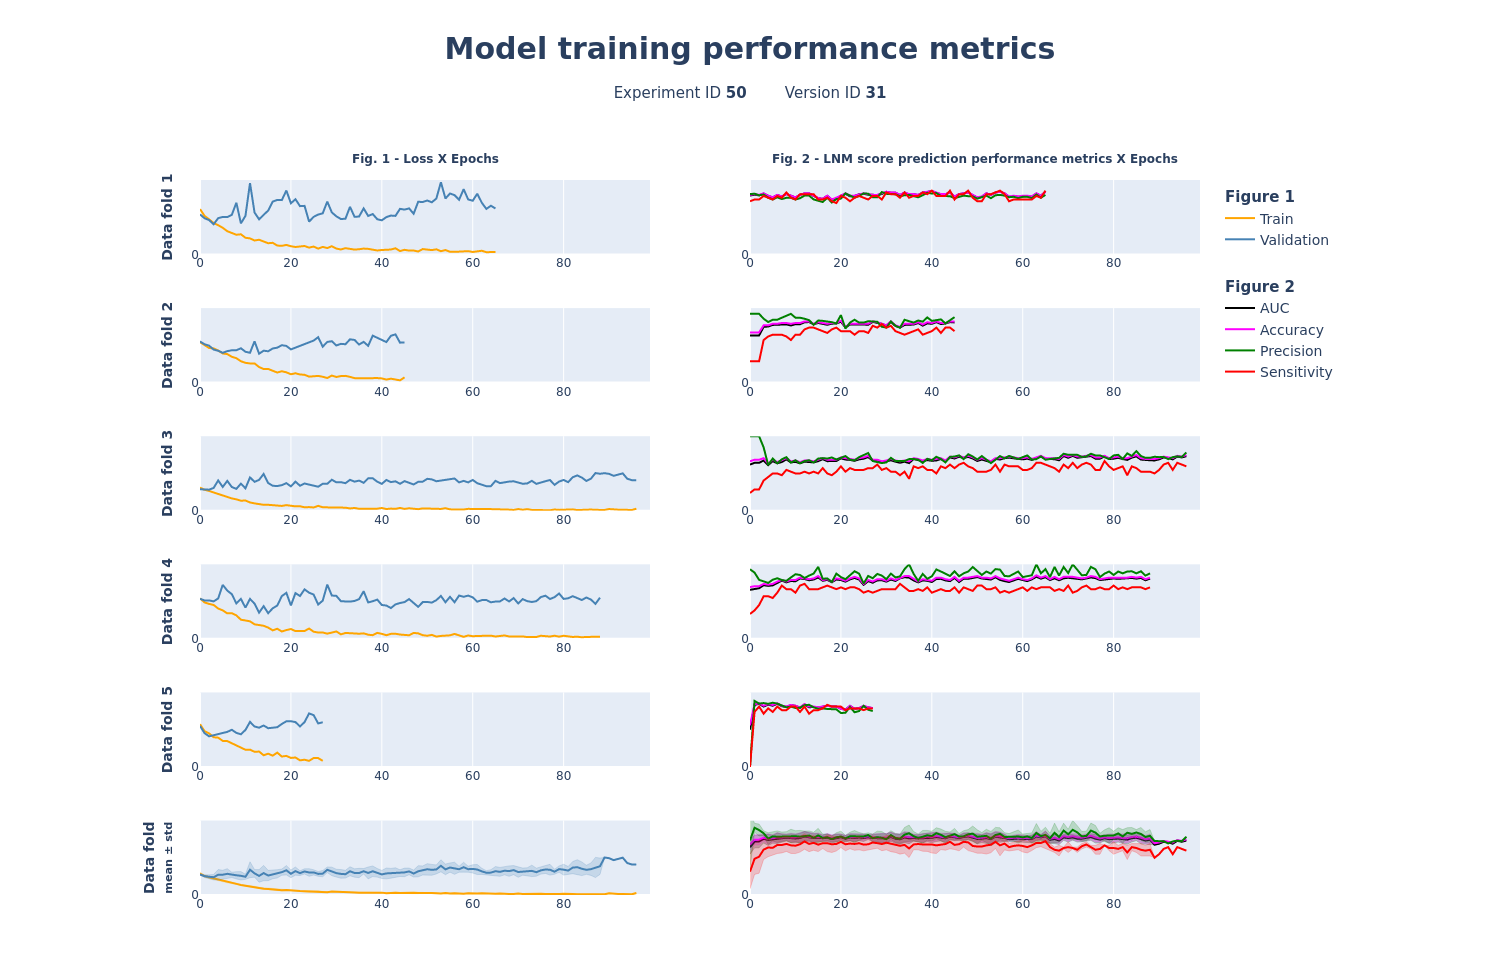 Model training performance metrics
Experiment ID 50 Version ID 31
Fig. 1 - Loss X Epochs
Fig. 2 - LNM score prediction performance metrics X Epochs
Data fold 1
0
0 20 40 60 80
0
0 20 40 60 80
Figure 1
Train
Validation
Figure 2
AUC
Accuracy
Precision
Sensitivity
Data fold 2
0
0 20 40 60 80
0
0 20 40 60 80
Data fold 3
0
0 20 40 60 80
0
0 20 40 60 80
Data fold 4
0
0 20 40 60 80
0
0 20 40 60 80
Data fold 5
0
0 20 40 60 80
0
0 20 40 60 80
Data fold
mean ± std
0
0 20 40 60 80
0
0 20 40 60 80